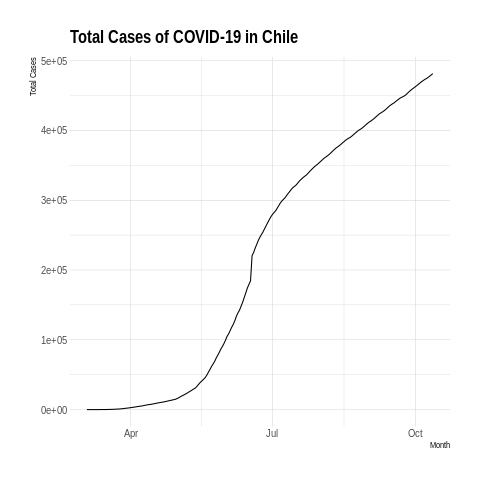 Total Cases of COVID-19 in Chile
Total Cases
5e+05
4e+05
3e+05
2e+05
1e+05
0e+00
Apr
Jul
Oct
Month